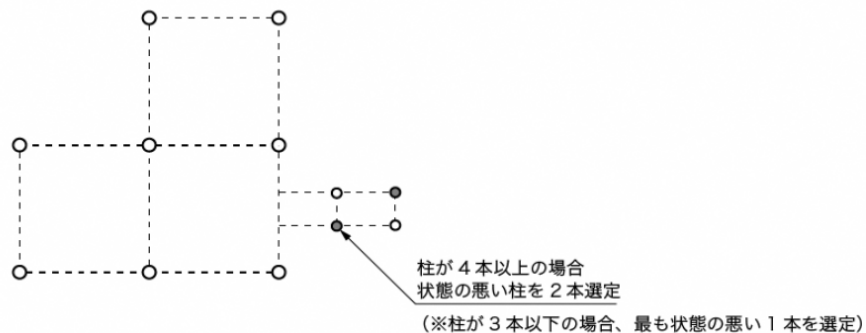 柱が4本以上の場合
状態の悪い柱を2本選定
(※柱が3本以下の場合、最も状態の悪い1本を選定)